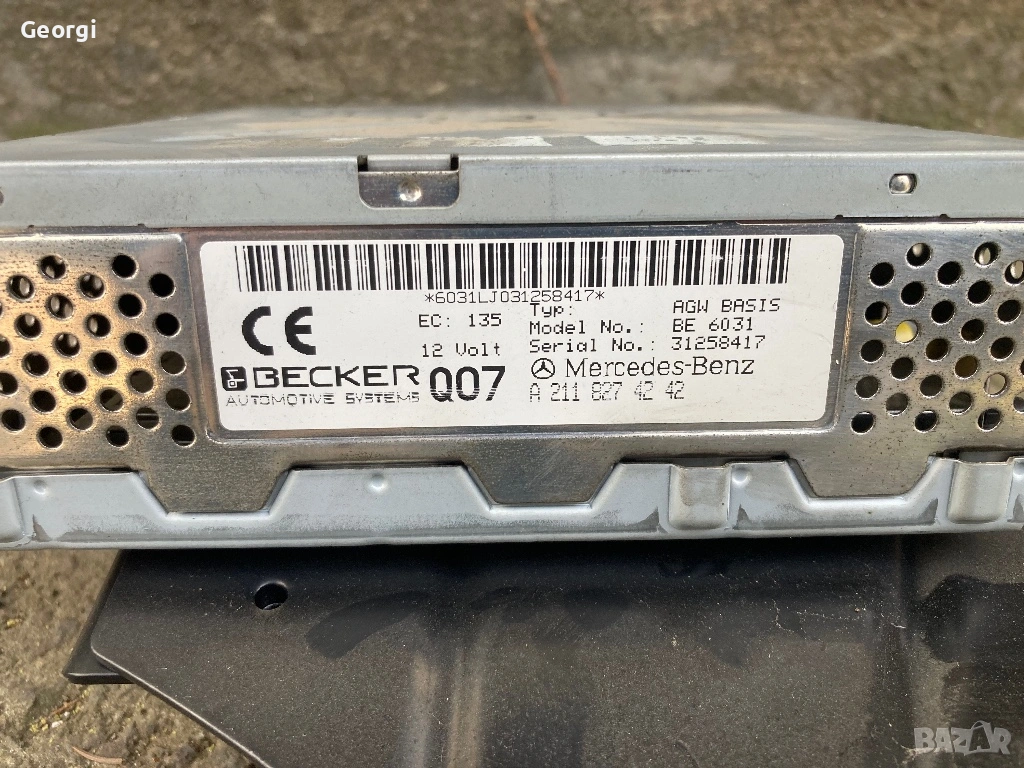 Georgi
*6031LJ031258417*
EC: 135
Typ: AGW BASIS
Model No.: BE 6031
12 Volt
Serial No.: 31258417
BECKER
AUTOMOTIVE SYSTEMS
Q07
Mercedes-Benz
A 211 827 42 42
BAZAR